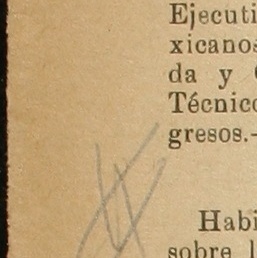 Ejecuti
xicanos
da y
Técnico
gresos.-
Habi
sobre l